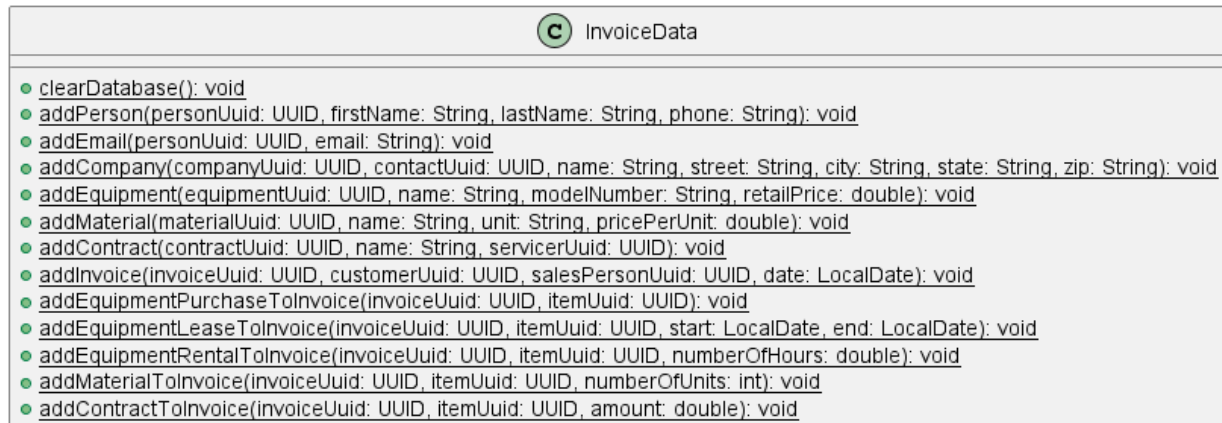 C InvoiceData
clearDatabase(): void
addPerson(personUuid: UUID, firstName: String, lastName: String, phone: String): void
addEmail(personUuid: UUID, email: String): void
addCompany(companyUuid: UUID, contactUuid: UUID, name: String, street: String, city: String, state: String, zip: String): void
addEquipment(equipmentUuid: UUID, name: String, modelNumber: String, retailPrice: double): void
addMaterial(materialUuid: UUID, name: String, unit: String, pricePerUnit: double): void
addContract(contractUuid: UUID, name: String, servicerUuid: UUID): void
addInvoice(invoiceUuid: UUID, customerUuid: UUID, salesPersonUuid: UUID, date: LocalDate): void
addEquipmentPurchaseToInvoice(invoiceUuid: UUID, itemUuid: UUID): void
addEquipmentLeaseToInvoice(invoiceUuid: UUID, itemUuid: UUID, start: LocalDate, end: LocalDate): void
addEquipmentRentalToInvoice(invoiceUuid: UUID, itemUuid: UUID, numberOfHours: double): void
addMaterialToInvoice(invoiceUuid: UUID, itemUuid: UUID, numberOfUnits: int): void
addContractToInvoice(invoiceUuid: UUID, itemUuid: UUID, amount: double): void